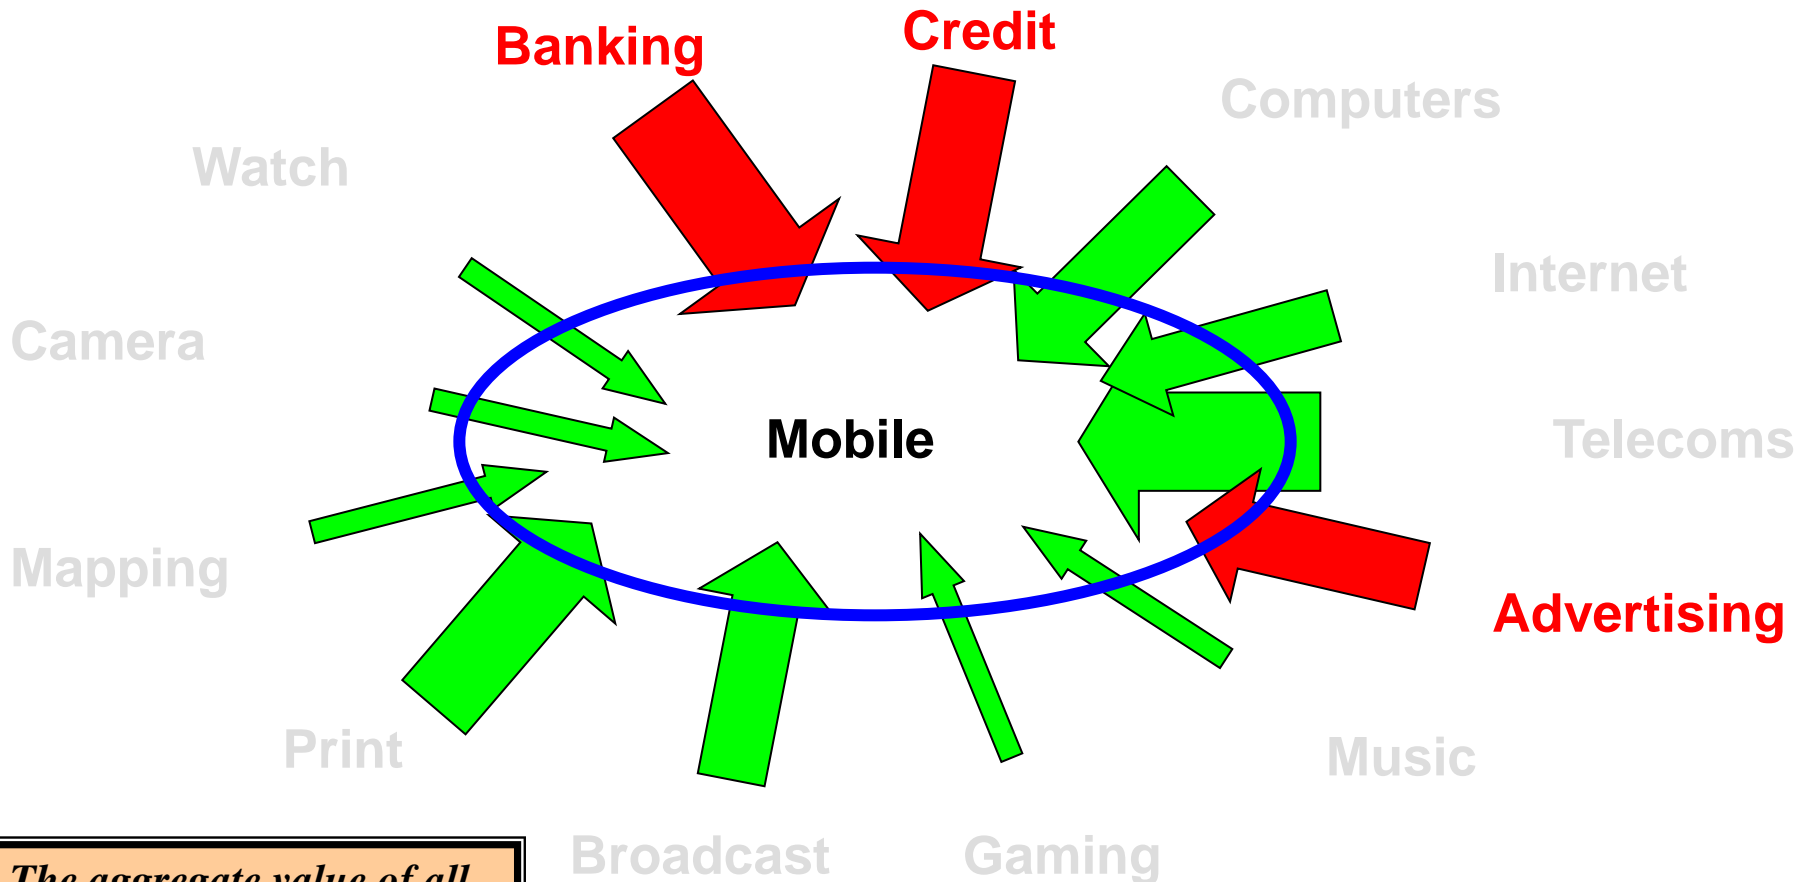 Credit
Banking
Computers
Watch
Internet
Camera
Mobile
Telecoms
Mapping
Advertising
Print
Music
Broadcast
Gaming
The aggregate value of all